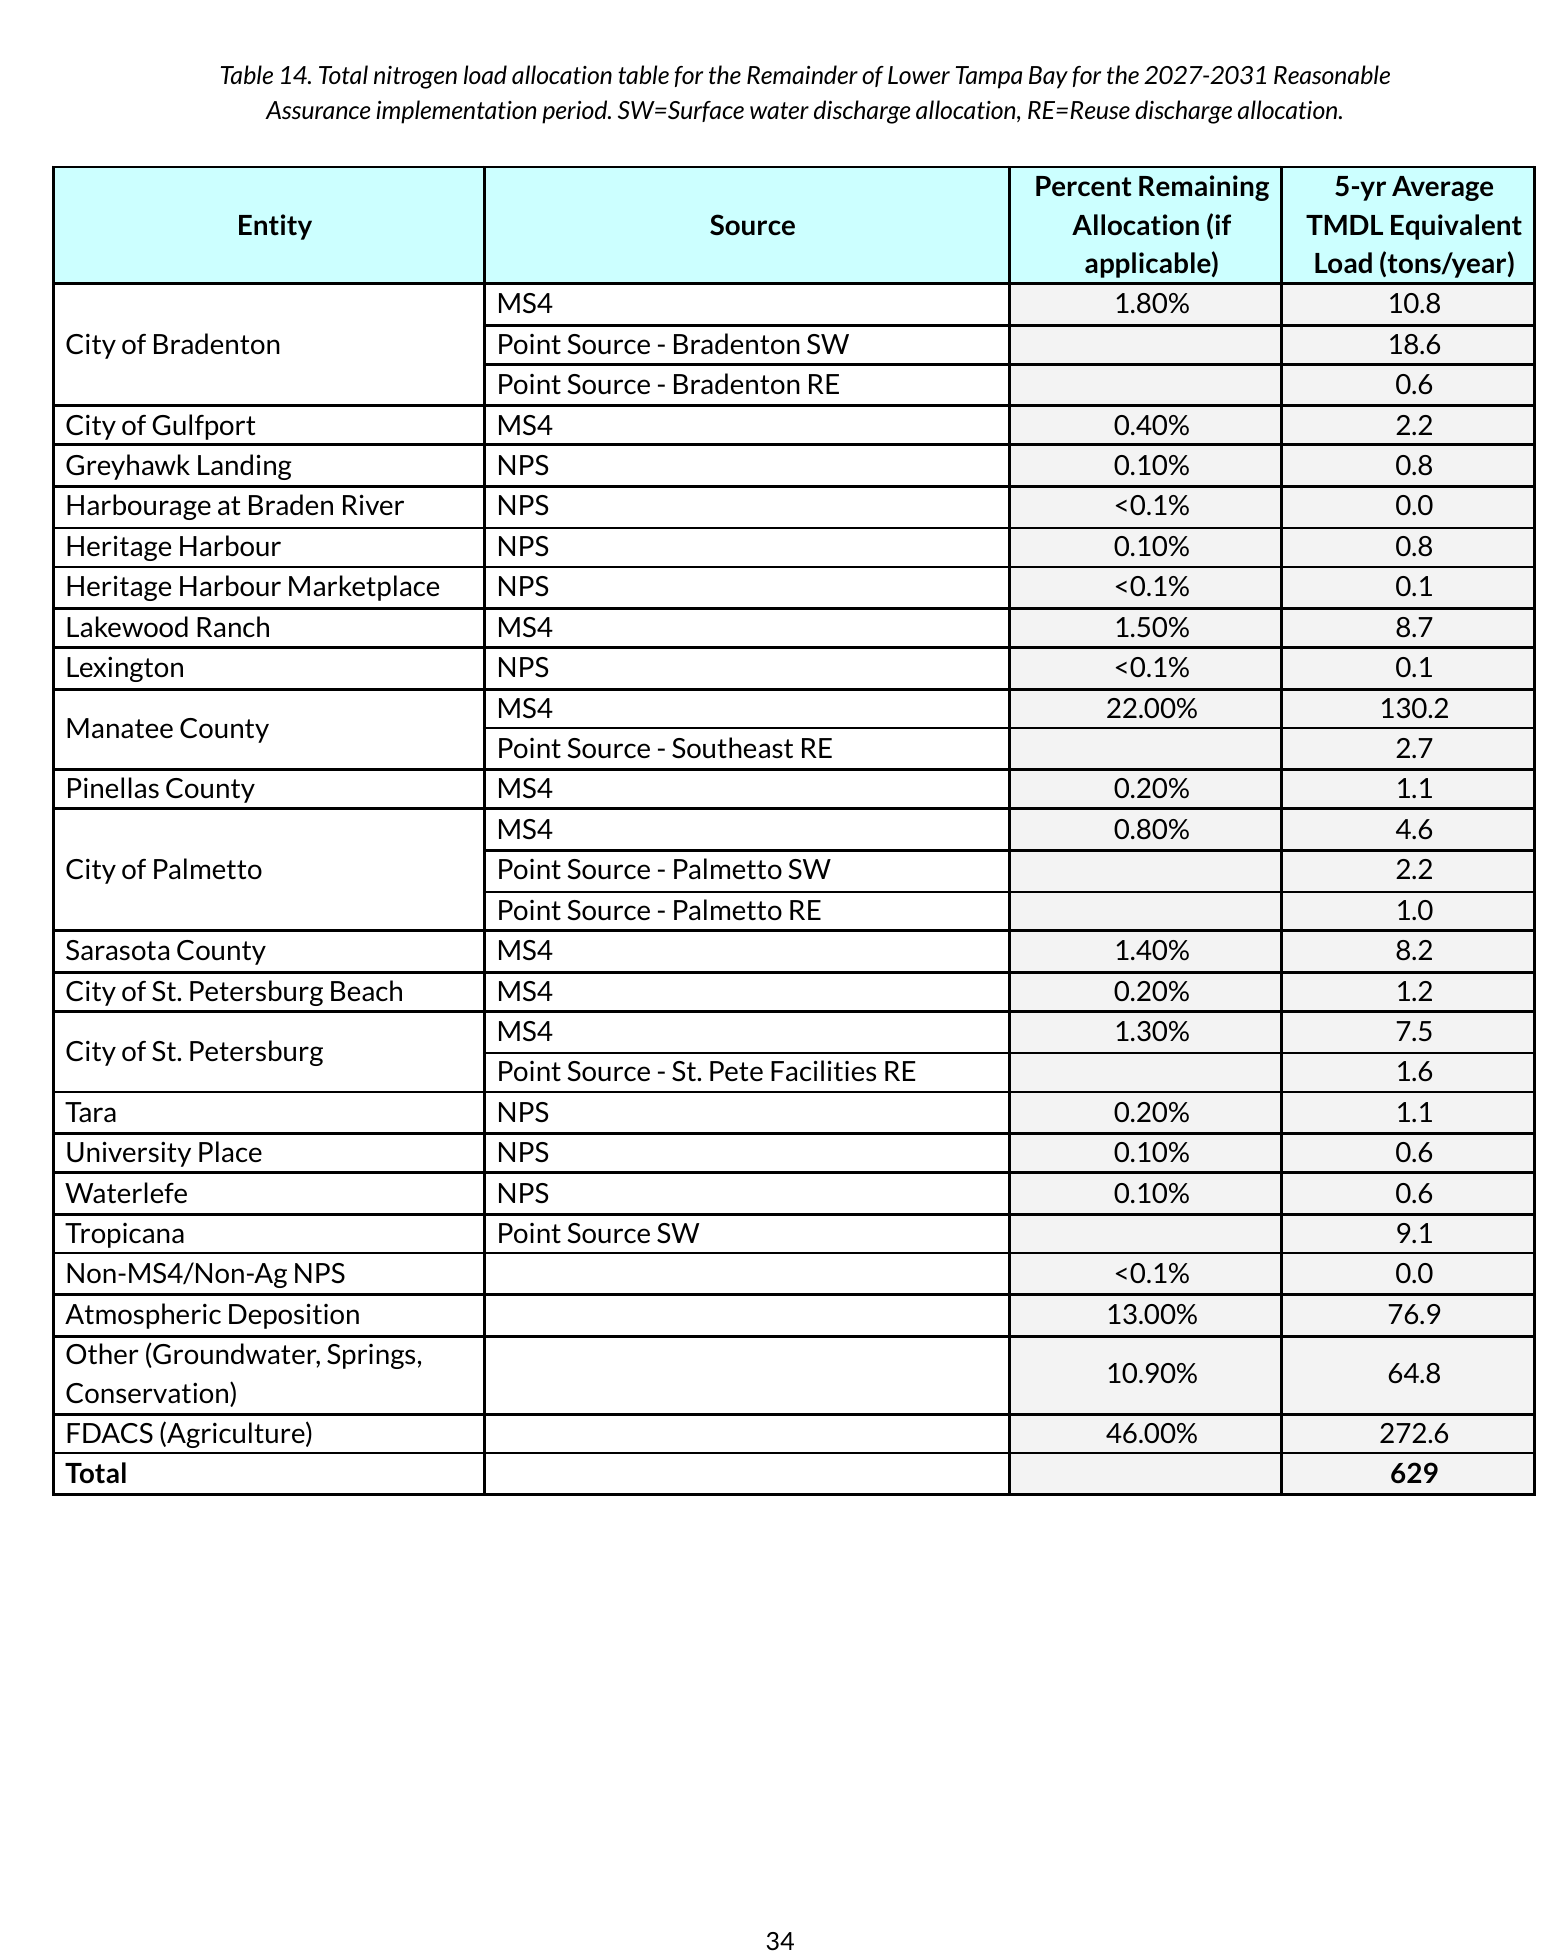 Table 14. Total nitrogen load allocation table for the Remainder of Lower Tampa Bay for the 2027-2031 Reasonable
Assurance implementation period. SW=Surface water discharge allocation, RE=Reuse discharge allocation.
Entity Source Percent Remaining Allocation (if applicable) 5-yr Average TMDL Equivalent Load (tons/year)
City of Bradenton MS4 1.80% 10.8
Point Source - Bradenton SW 18.6
Point Source - Bradenton RE 0.6
City of Gulfport MS4 0.40% 2.2
Greyhawk Landing NPS 0.10% 0.8
Harbourage at Braden River NPS <0.1% 0.0
Heritage Harbour NPS 0.10% 0.8
Heritage Harbour Marketplace NPS <0.1% 0.1
Lakewood Ranch MS4 1.50% 8.7
Lexington NPS <0.1% 0.1
Manatee County MS4 22.00% 130.2
Point Source - Southeast RE 2.7
Pinellas County MS4 0.20% 1.1
City of Palmetto MS4 0.80% 4.6
Point Source - Palmetto SW 2.2
Point Source - Palmetto RE 1.0
Sarasota County MS4 1.40% 8.2
City of St. Petersburg Beach MS4 0.20% 1.2
City of St. Petersburg MS4 1.30% 7.5
Point Source - St. Pete Facilities RE 1.6
Tara NPS 0.20% 1.1
University Place NPS 0.10% 0.6
Waterlefe NPS 0.10% 0.6
Tropicana Point Source SW 9.1
Non-MS4/Non-Ag NPS <0.1% 0.0
Atmospheric Deposition 13.00% 76.9
Other (Groundwater, Springs,
Conservation) 10.90% 64.8
FDACS (Agriculture) 46.00% 272.6
Total 629
34